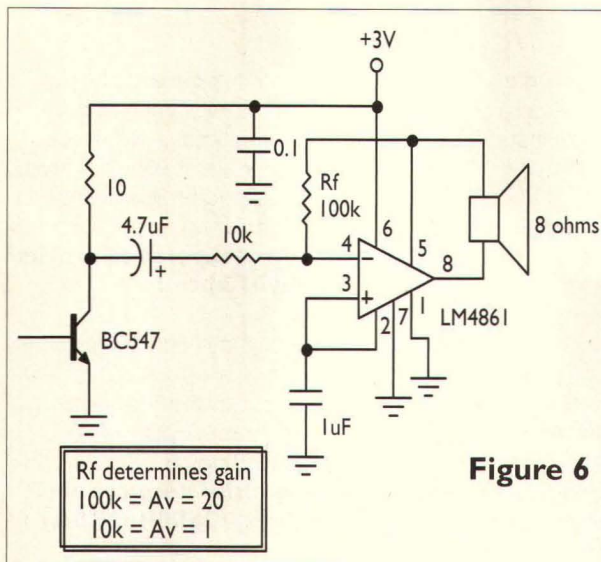 +3V
0.1
10
Rf
100k
4.7uF
+
10k
6
5
4
-
8
8 ohms
3
+
2
7
1
LM4861
BC547
1uF
Rf determines gain
100k = Av = 20
10k = Av = 1
Figure 6